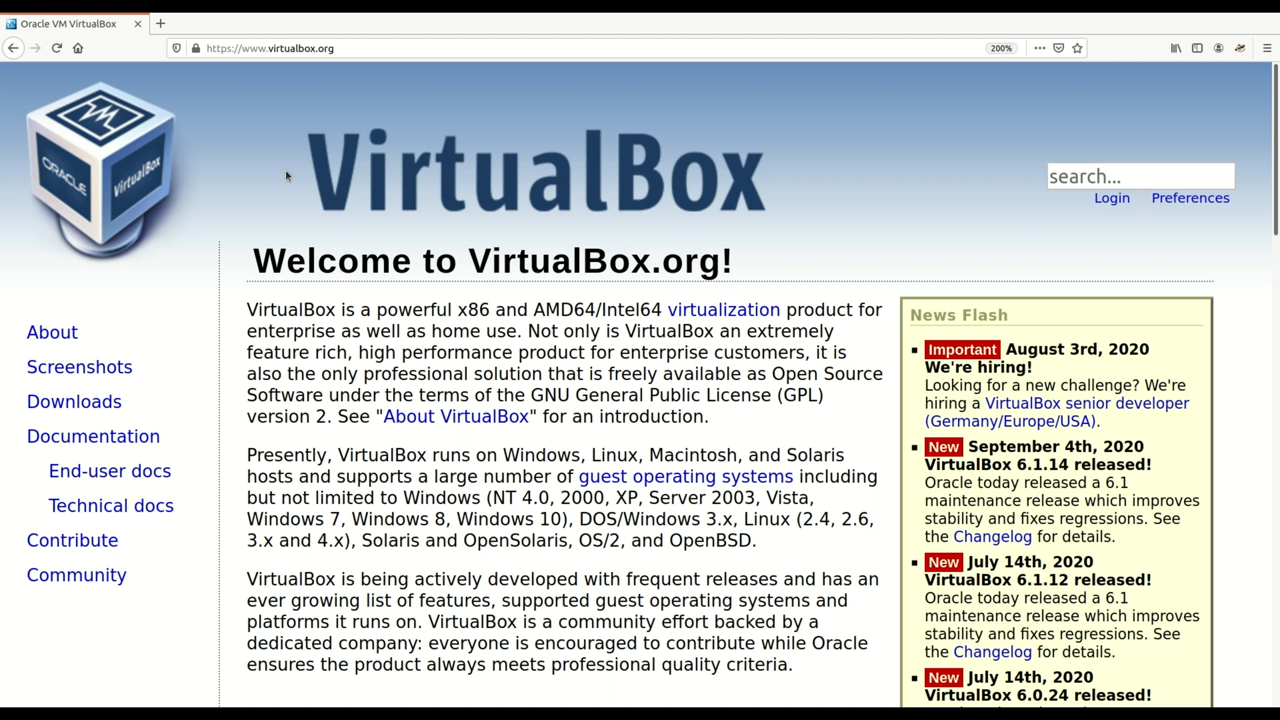 Oracle VM VirtualBox
https://www.virtualbox.org
200%
ORACLE
VirtualBox
VirtualBox
search...
Login Preferences
Welcome to VirtualBox.org!
About
Screenshots
Downloads
Documentation
End-user docs
Technical docs
Contribute
Community
VirtualBox is a powerful x86 and AMD64/Intel64 virtualization product for
enterprise as well as home use. Not only is VirtualBox an extremely
feature rich, high performance product for enterprise customers, it is
also the only professional solution that is freely available as Open Source
Software under the terms of the GNU General Public License (GPL)
version 2. See "About VirtualBox" for an introduction.
Presently, VirtualBox runs on Windows, Linux, Macintosh, and Solaris
hosts and supports a large number of guest operating systems including
but not limited to Windows (NT 4.0, 2000, XP, Server 2003, Vista,
Windows 7, Windows 8, Windows 10), DOS/Windows 3.x, Linux (2.4, 2.6,
3.x and 4.x), Solaris and OpenSolaris, OS/2, and OpenBSD.
VirtualBox is being actively developed with frequent releases and has an
ever growing list of features, supported guest operating systems and
platforms it runs on. VirtualBox is a community effort backed by a
dedicated company: everyone is encouraged to contribute while Oracle
ensures the product always meets professional quality criteria.
News Flash
Important August 3rd, 2020
We're hiring!
Looking for a new challenge? We're
hiring a VirtualBox senior developer
(Germany/Europe/USA).
New September 4th, 2020
VirtualBox 6.1.14 released!
Oracle today released a 6.1
maintenance release which improves
stability and fixes regressions. See
the Changelog for details.
New July 14th, 2020
VirtualBox 6.1.12 released!
Oracle today released a 6.1
maintenance release which improves
stability and fixes regressions. See
the Changelog for details.
New July 14th, 2020
VirtualBox 6.0.24 released!